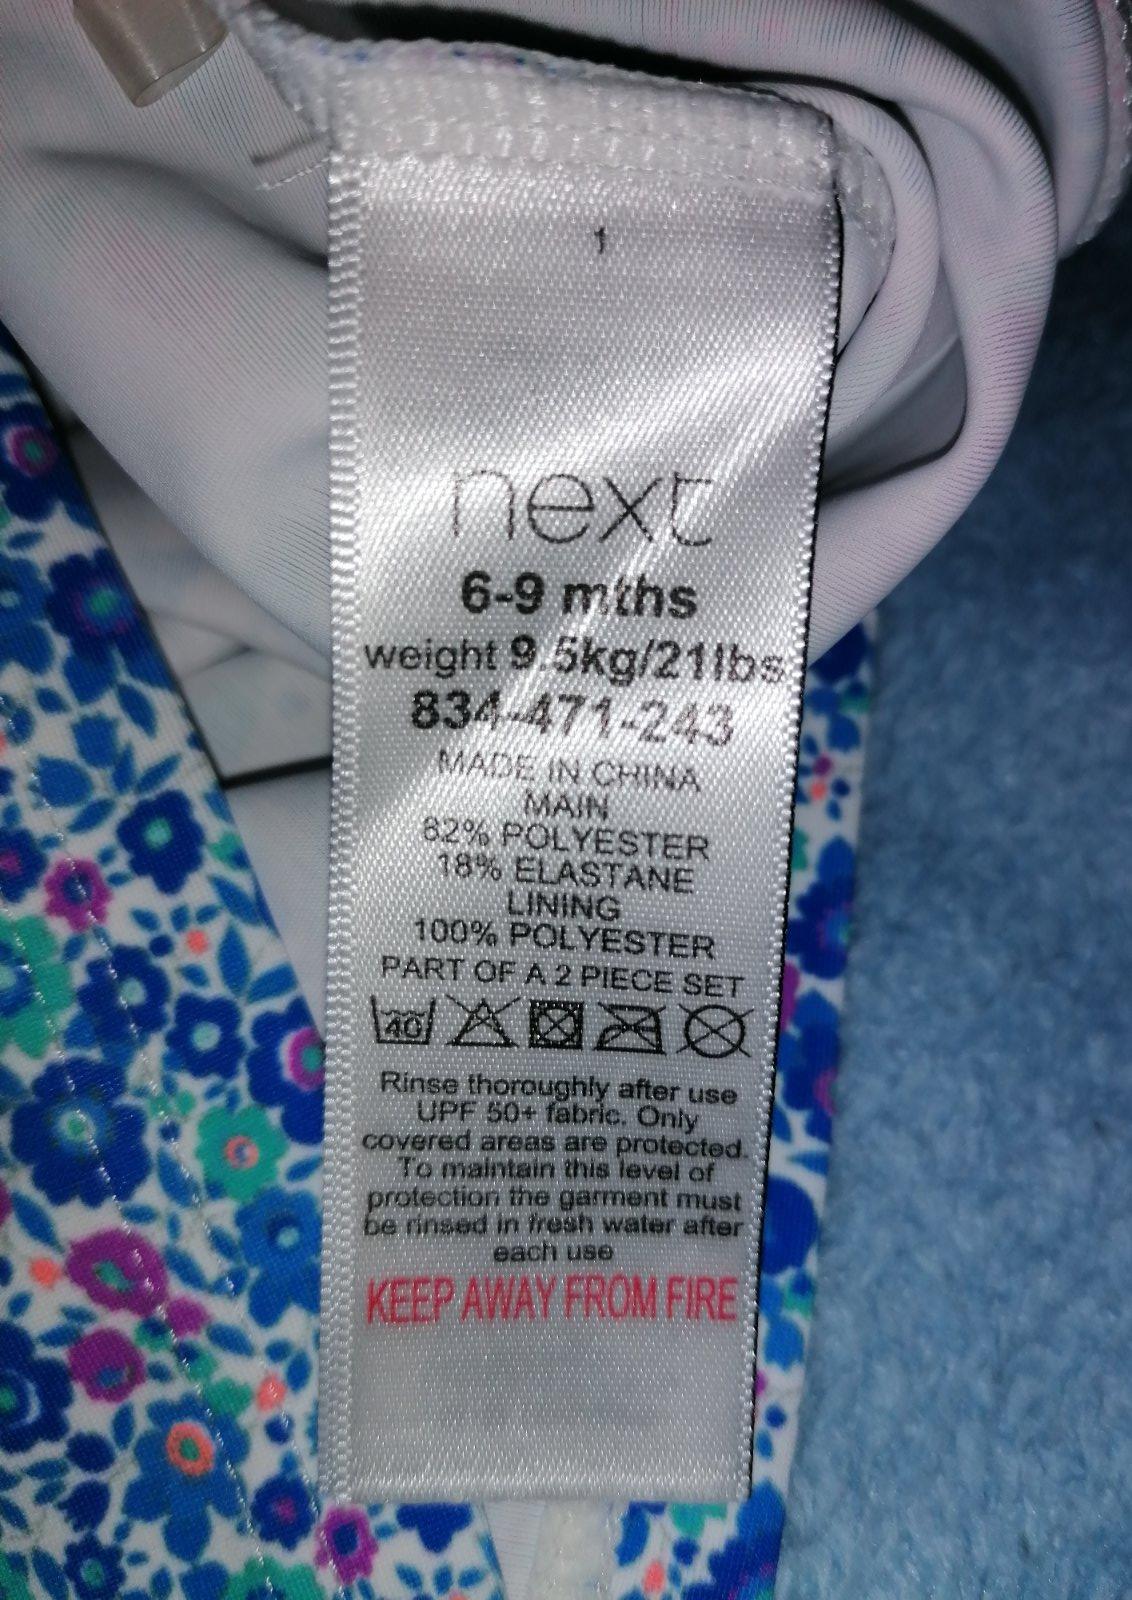 1
next
6-9 mths
weight 9.5kg/21lbs
834-471-243
MADE IN CHINA
MAIN
82% POLYESTER
18% ELASTANE
LINING
100% POLYESTER
PART OF A 2 PIECE SET
40
Rinse thoroughly after use
UPF 50+ fabric. Only
covered areas are protected.
To maintain this level of
protection the garment must
be rinsed in fresh water after
each use
KEEP AWAY FROM FIRE